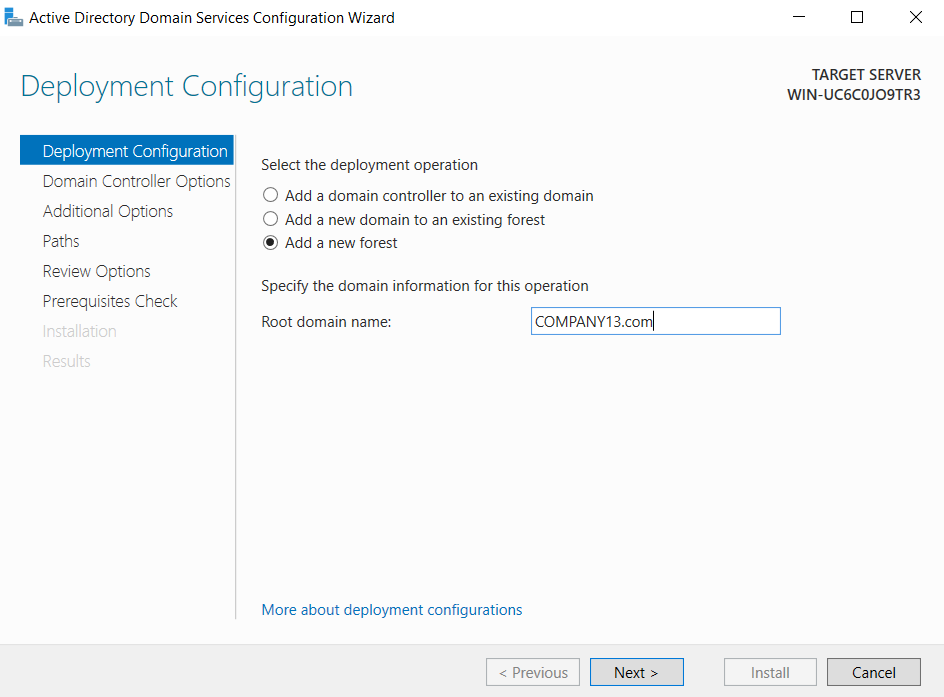 Active Directory Domain Services Configuration Wizard
Deployment Configuration
TARGET SERVER
WIN-UC6C0JO9TR3
Deployment Configuration
Domain Controller Options
Additional Options
Paths
Review Options
Prerequisites Check
Installation
Results
Select the deployment operation
Add a domain controller to an existing domain
Add a new domain to an existing forest
Add a new forest
Specify the domain information for this operation
Root domain name:
COMPANY13.com
More about deployment configurations
< Previous
Next >
Install
Cancel